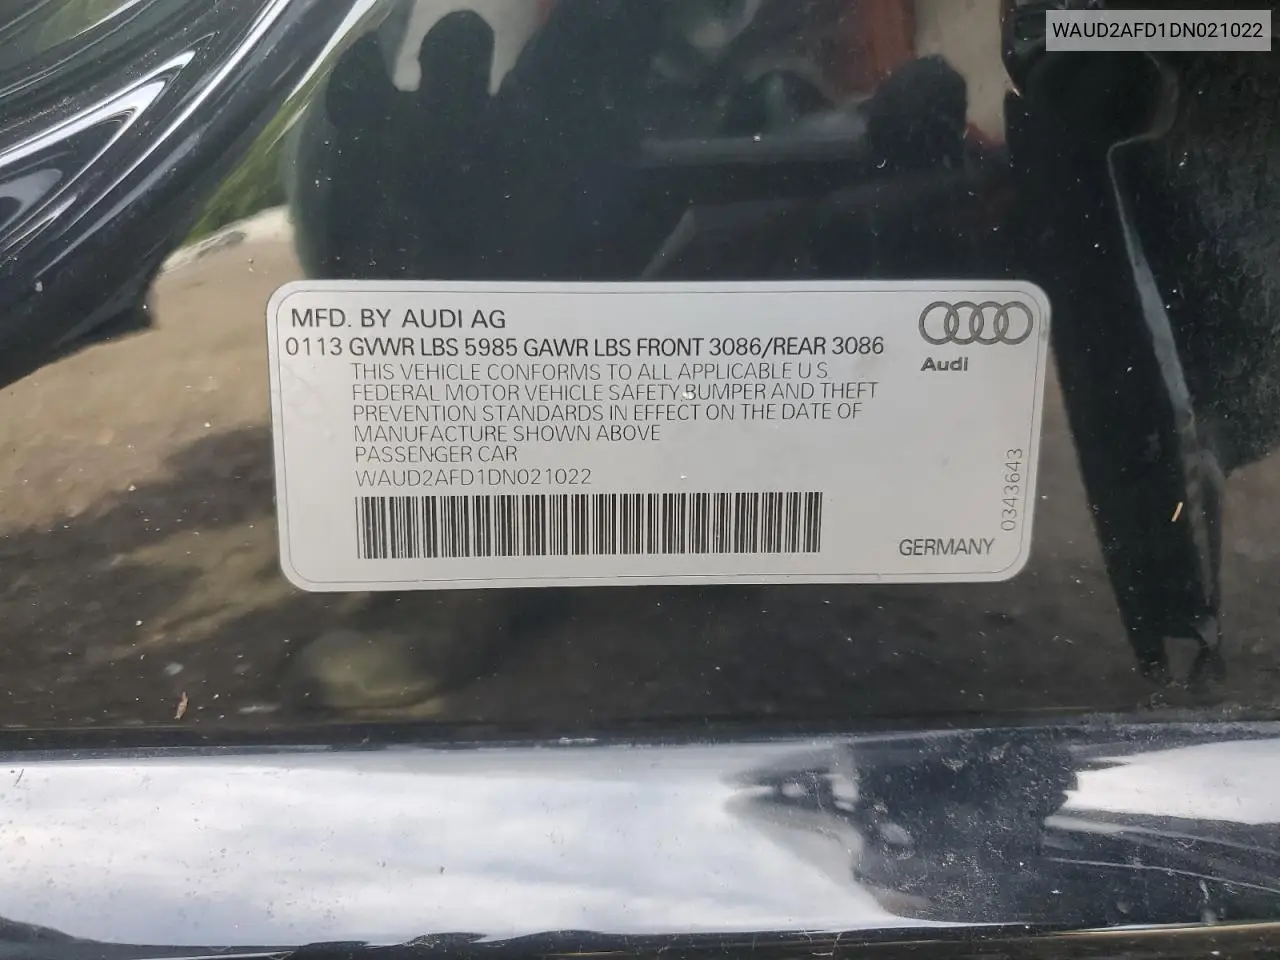 WAUD2AFD1DN021022
MFD. BY AUDI AG
0113 GVWR LBS 5985 GAWR LBS FRONT 3086/REAR 3086
THIS VEHICLE CONFORMS TO ALL APPLICABLE U.S.
FEDERAL MOTOR VEHICLE SAFETY,BUMPER AND THEFT
PREVENTION STANDARDS IN EFFECT ON THE DATE OF
MANUFACTURE SHOWN ABOVE
PASSENGER CAR
WAUD2AFD1DN021022
Audi
0343643
GERMANY